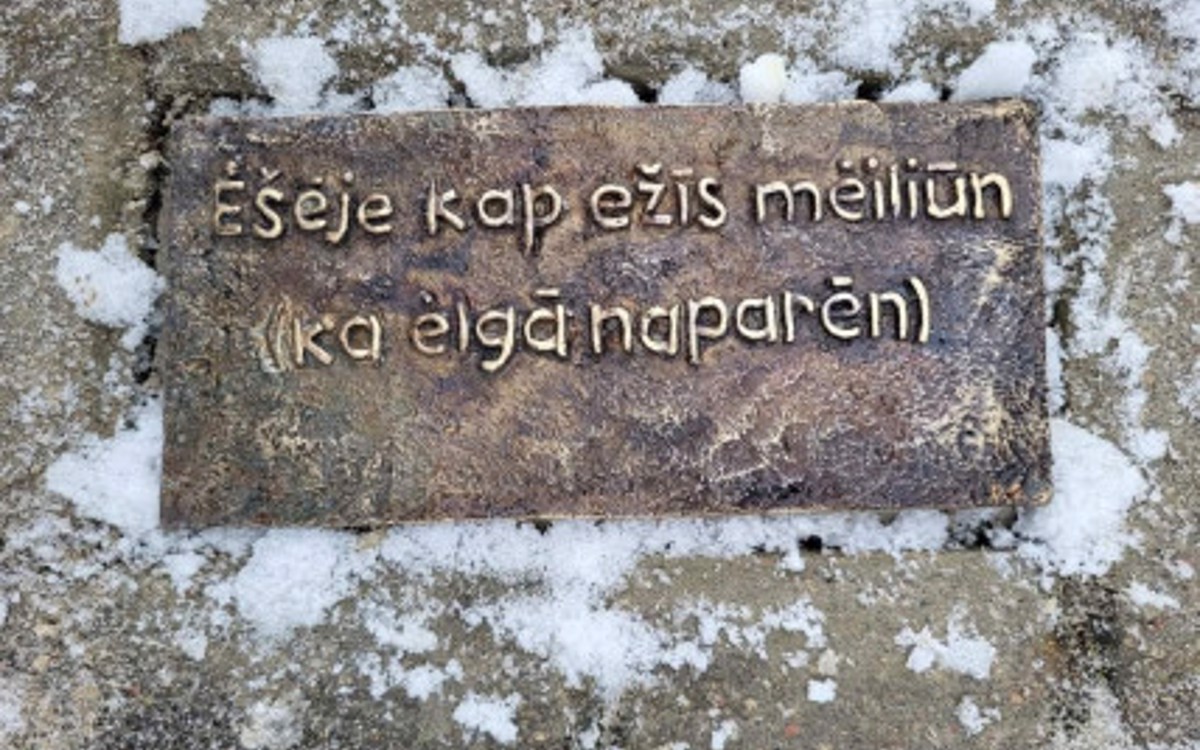 Ėšėje kap ežīs mėiliūn
(ka ėlgā naparēn)